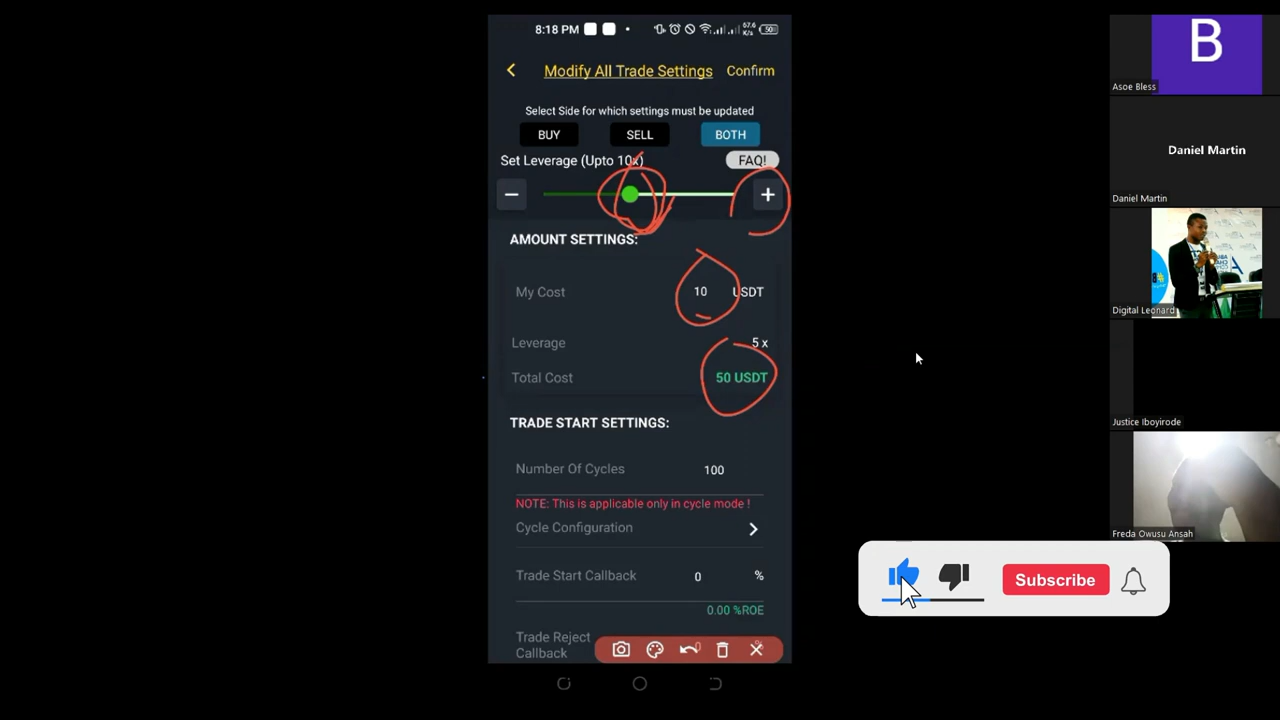 8:18 PM
67.6
K/s
50
Modify All Trade Settings Confirm
Select Side for which settings must be updated
BUY SELL BOTH
Set Leverage (Upto 10x) FAQ!
AMOUNT SETTINGS:
My Cost 10 USDT
Leverage 5 x
Total Cost 50 USDT
TRADE START SETTINGS:
Number Of Cycles 100
NOTE: This is applicable only in cycle mode !
Cycle Configuration
Trade Start Callback 0 %
0.00 %ROE
Trade Reject
Callback
B
Asoe Bless
Daniel Martin
Daniel Martin
Digital Leonard
Justice Iboyirode
Freda Owusu Ansah
Subscribe